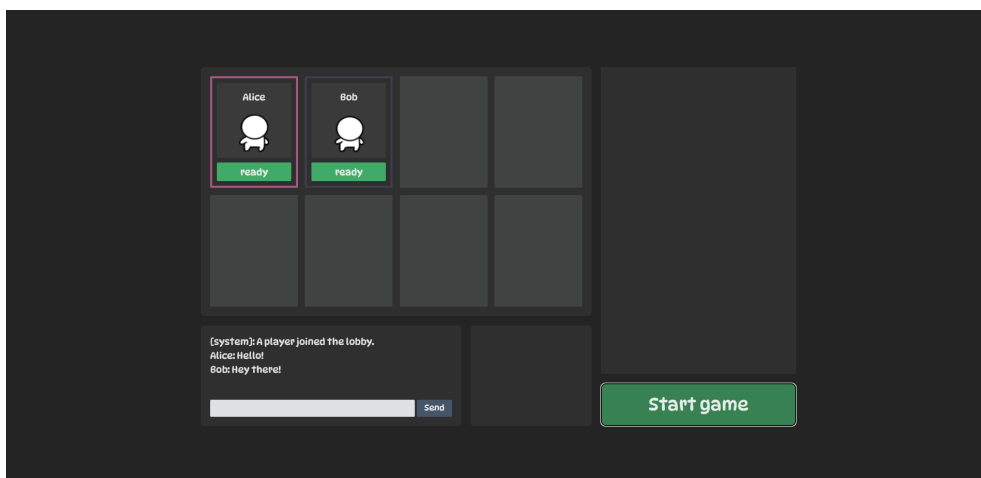 Alice
Bob
ready
ready
[system]: A player joined the lobby.
Alice: Hello!
Bob: Hey there!
Send
Start game